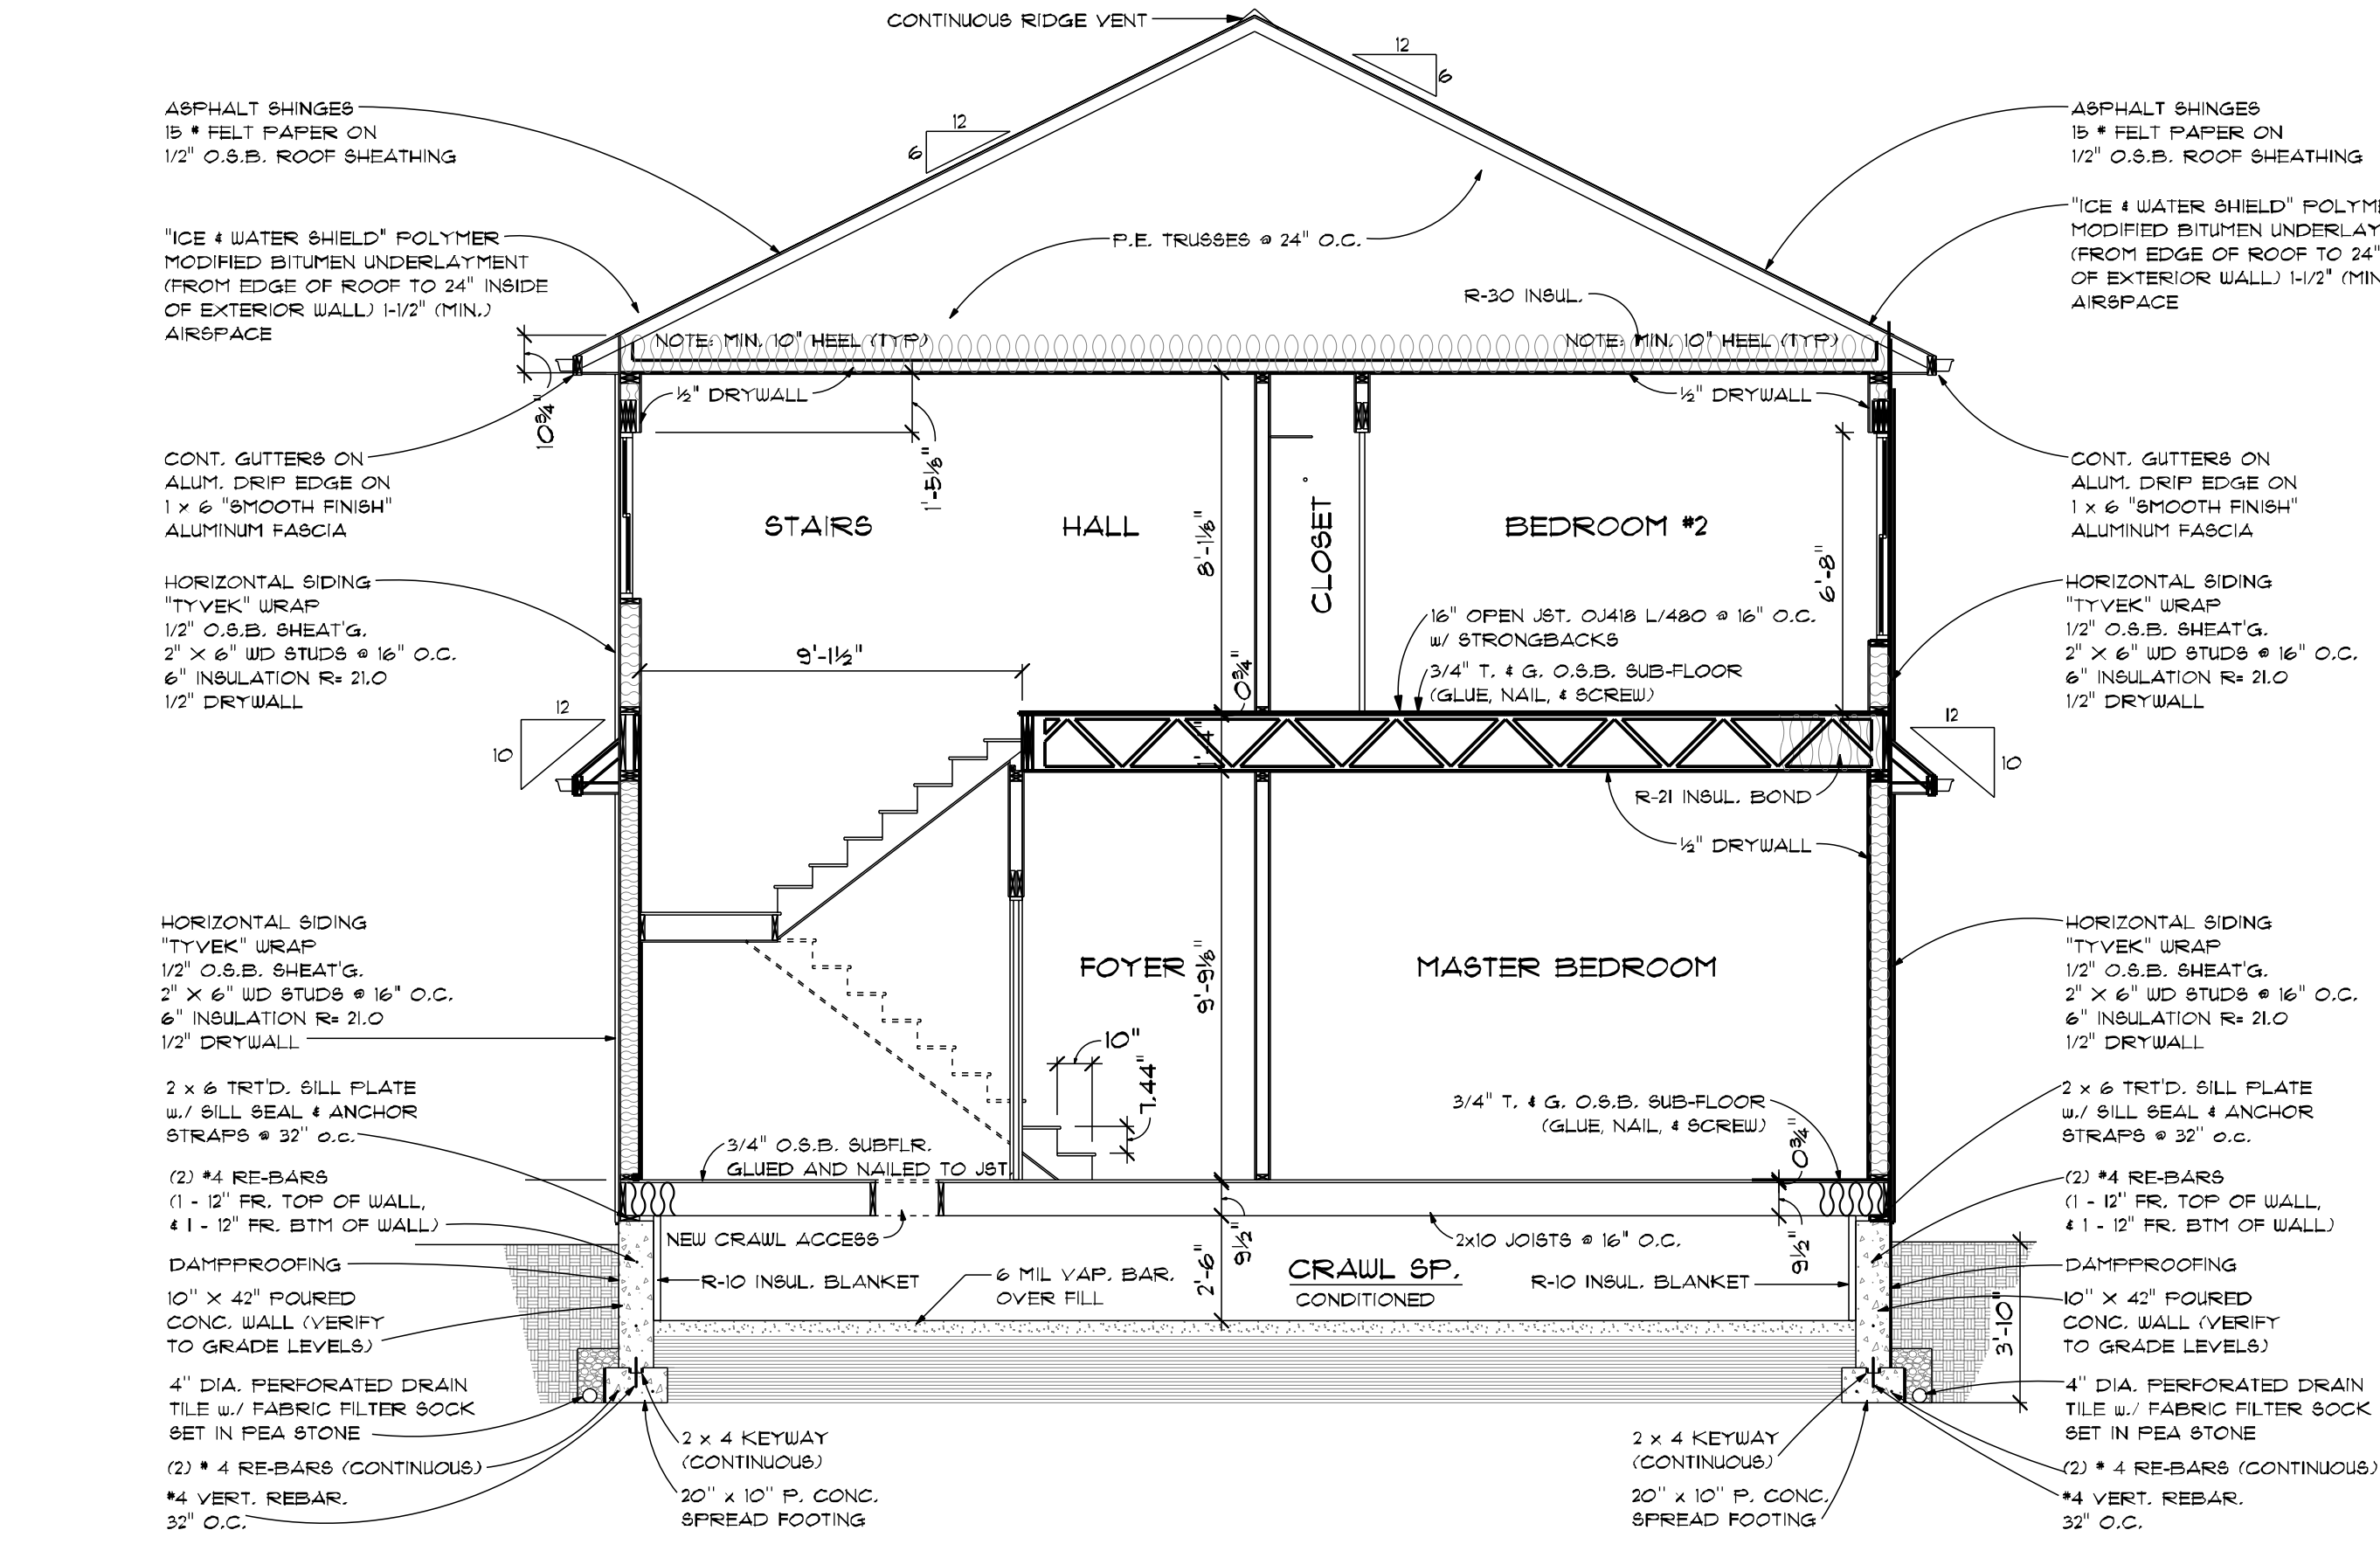 CONTINUOUS RIDGE VENT
12
6
12
6
ASPHALT SHINGES
15 # FELT PAPER ON
1/2" O.S.B. ROOF SHEATHING
"ICE & WATER SHIELD" POLYMER
MODIFIED BITUMEN UNDERLAYMENT
(FROM EDGE OF ROOF TO 24" INSIDE
OF EXTERIOR WALL) 1-1/2" (MIN.)
AIRSPACE
CONT. GUTTERS ON
ALUM. DRIP EDGE ON
1 x 6 "SMOOTH FINISH"
ALUMINUM FASCIA
HORIZONTAL SIDING
"TYVEK" WRAP
1/2" O.S.B. SHEAT'G.
2" X 6" WD STUDS @ 16" O.C.
6" INSULATION R= 21.0
1/2" DRYWALL
12
10
HORIZONTAL SIDING
"TYVEK" WRAP
1/2" O.S.B. SHEAT'G.
2" X 6" WD STUDS @ 16" O.C.
6" INSULATION R= 21.0
1/2" DRYWALL
2 x 6 TRT'D. SILL PLATE
w./ SILL SEAL & ANCHOR
STRAPS @ 32" o.c.
(2) #4 RE-BARS
(1 - 12" FR. TOP OF WALL,
& 1 - 12" FR. BTM OF WALL)
DAMPPROOFING
10" X 42" POURED
CONC. WALL (VERIFY
TO GRADE LEVELS)
4" DIA. PERFORATED DRAIN
TILE w./ FABRIC FILTER SOCK
SET IN PEA STONE
(2) # 4 RE-BARS (CONTINUOUS)
#4 VERT. REBAR.
32" O.C.
P.E. TRUSSES @ 24" O.C.
R-30 INSUL.
NOTE: MIN. 10" HEEL (TYP)
NOTE: MIN. 10" HEEL (TYP)
10¾"
½" DRYWALL
½" DRYWALL
1'-5⅛"
STAIRS
HALL
8'-1⅛"
CLOSET
BEDROOM #2
6'-8"
16" OPEN JST. OJ418 L/480 @ 16" O.C.
w/ STRONGBACKS
3/4" T. & G. O.S.B. SUB-FLOOR
(GLUE, NAIL, & SCREW)
9'-1½"
0¾"
1'-4"
R-21 INSUL. BOND
½" DRYWALL
FOYER
9'-9⅛"
MASTER BEDROOM
10"
7.44"
3/4" T. & G. O.S.B. SUB-FLOOR
(GLUE, NAIL, & SCREW)
0¾"
3/4" O.S.B. SUBFLR.
GLUED AND NAILED TO JST.
NEW CRAWL ACCESS
9½"
2x10 JOISTS @ 16" O.C.
9½"
R-10 INSUL. BLANKET
6 MIL VAP. BAR.
OVER FILL
2'-6"
CRAWL SP.
CONDITIONED
R-10 INSUL. BLANKET
3'-10"
2 x 4 KEYWAY
(CONTINUOUS)
20" x 10" P. CONC.
SPREAD FOOTING
2 x 4 KEYWAY
(CONTINUOUS)
20" x 10" P. CONC.
SPREAD FOOTING
ASPHALT SHINGES
15 # FELT PAPER ON
1/2" O.S.B. ROOF SHEATHING
"ICE & WATER SHIELD"
MODIFIED BITUMEN
(FROM EDGE OF ROOF TO 24"
OF EXTERIOR WALL) 1-1/2"
AIRSPACE
CONT. GUTTERS ON
ALUM. DRIP EDGE ON
1 x 6 "SMOOTH FINISH"
ALUMINUM FASCIA
HORIZONTAL SIDING
"TYVEK" WRAP
1/2" O.S.B. SHEAT'G.
2" X 6" WD STUDS @ 16" O.C.
6" INSULATION R= 21.0
1/2" DRYWALL
12
10
HORIZONTAL SIDING
"TYVEK" WRAP
1/2" O.S.B. SHEAT'G.
2" X 6" WD STUDS @ 16" O.C.
6" INSULATION R= 21.0
1/2" DRYWALL
2 x 6 TRT'D. SILL PLATE
w./ SILL SEAL & ANCHOR
STRAPS @ 32" o.c.
(2) #4 RE-BARS
(1 - 12" FR. TOP OF WALL,
& 1 - 12" FR. BTM OF WALL)
DAMPPROOFING
10" X 42" POURED
CONC. WALL (VERIFY
TO GRADE LEVELS)
4" DIA. PERFORATED DRAIN
TILE w./ FABRIC FILTER SOCK
SET IN PEA STONE
(2) # 4 RE-BARS (CONTINUOUS)
#4 VERT. REBAR.
32" O.C.